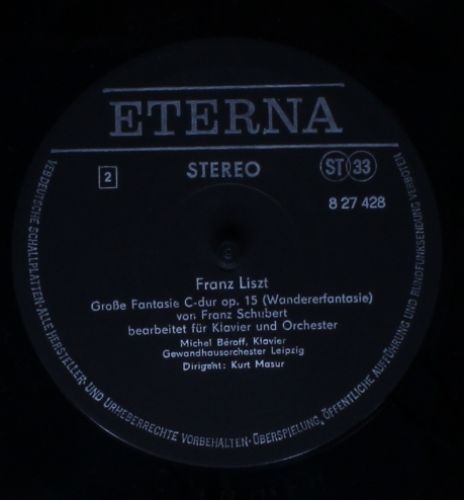 ETERNA
2
STEREO
ST 33
8 27 428
Franz Liszt
Große Fantasie C-dur op. 15 (Wandererfantasie)
von Franz Schubert
bearbeitet für Klavier und Orchester
Michel Béroff, Klavier
Gewandhausorchester Leipzig
Dirigent: Kurt Masur
VEB DEUTSCHE SCHALLPLATTEN·ALLE HERSTELLER- UND URHEBERRECHTE VORBEHALTEN·ÜBERSPIELUNG, ÖFFENTLICHE AUFFÜHRUNG UND RUNDFUNKSENDUNG VERBOTEN